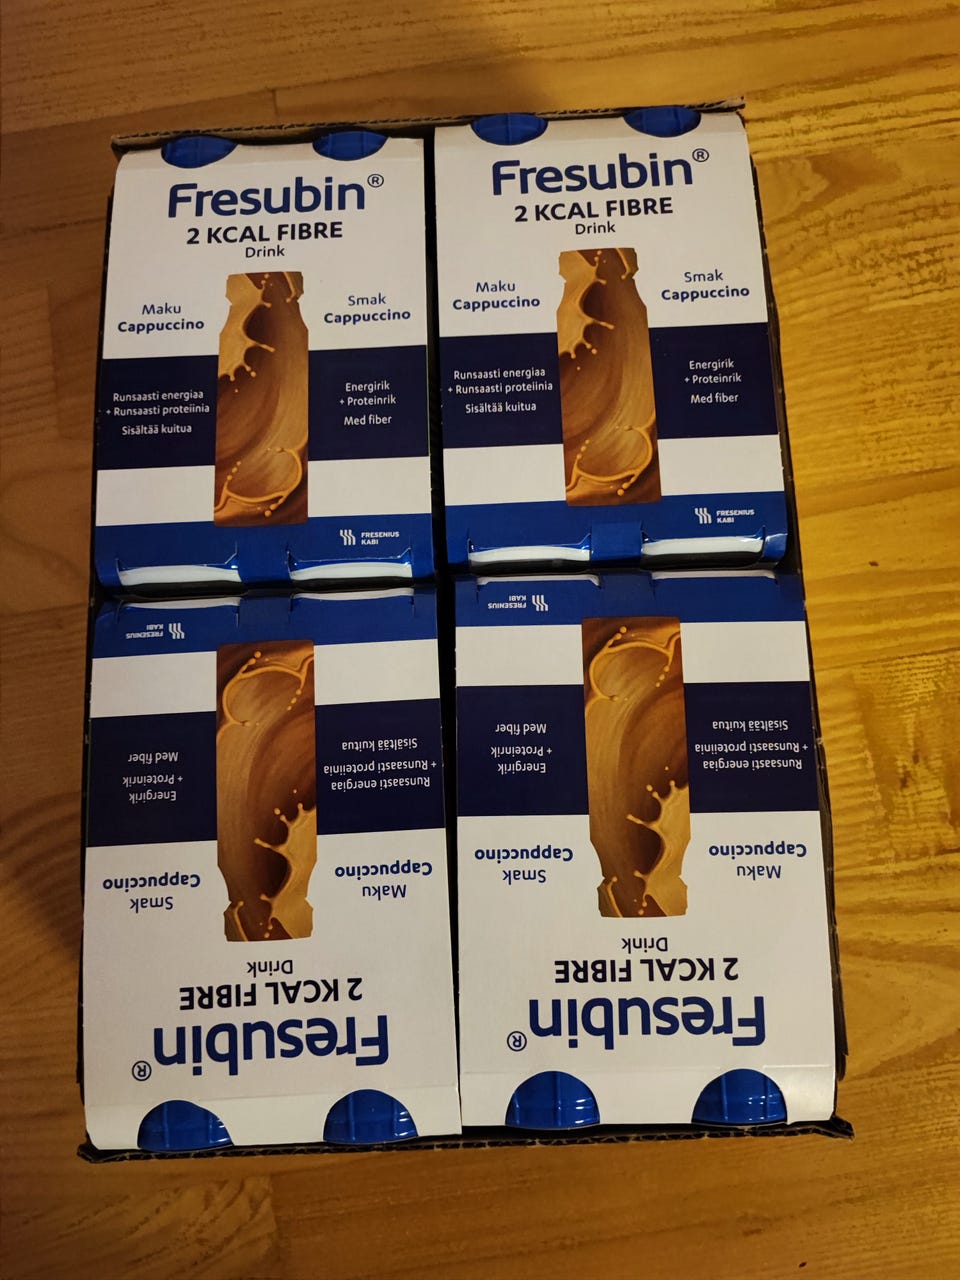 Fresubin®
2 KCAL FIBRE
Drink
Maku
Cappuccino
Smak
Cappuccino
Runsaasti energiaa
+ Runsaasti proteiinia
Sisältää kuitua
Energirik
+ Proteinrik
Med fiber
FRESENIUS
KABI
Fresubin®
2 KCAL FIBRE
Drink
Maku
Cappuccino
Smak
Cappuccino
Runsaasti energiaa
+ Runsaasti proteiinia
Sisältää kuitua
Energirik
+ Proteinrik
Med fiber
FRESENIUS
KABI
Fresubin®
2 KCAL FIBRE
Drink
Maku
Cappuccino
Smak
Cappuccino
Runsaasti energiaa
+ Runsaasti proteiinia
Sisältää kuitua
Energirik
+ Proteinrik
Med fiber
FRESENIUS
KABI
Fresubin®
2 KCAL FIBRE
Drink
Maku
Cappuccino
Smak
Cappuccino
Runsaasti energiaa
+ Runsaasti proteiinia
Sisältää kuitua
Energirik
+ Proteinrik
Med fiber
FRESENIUS
KABI